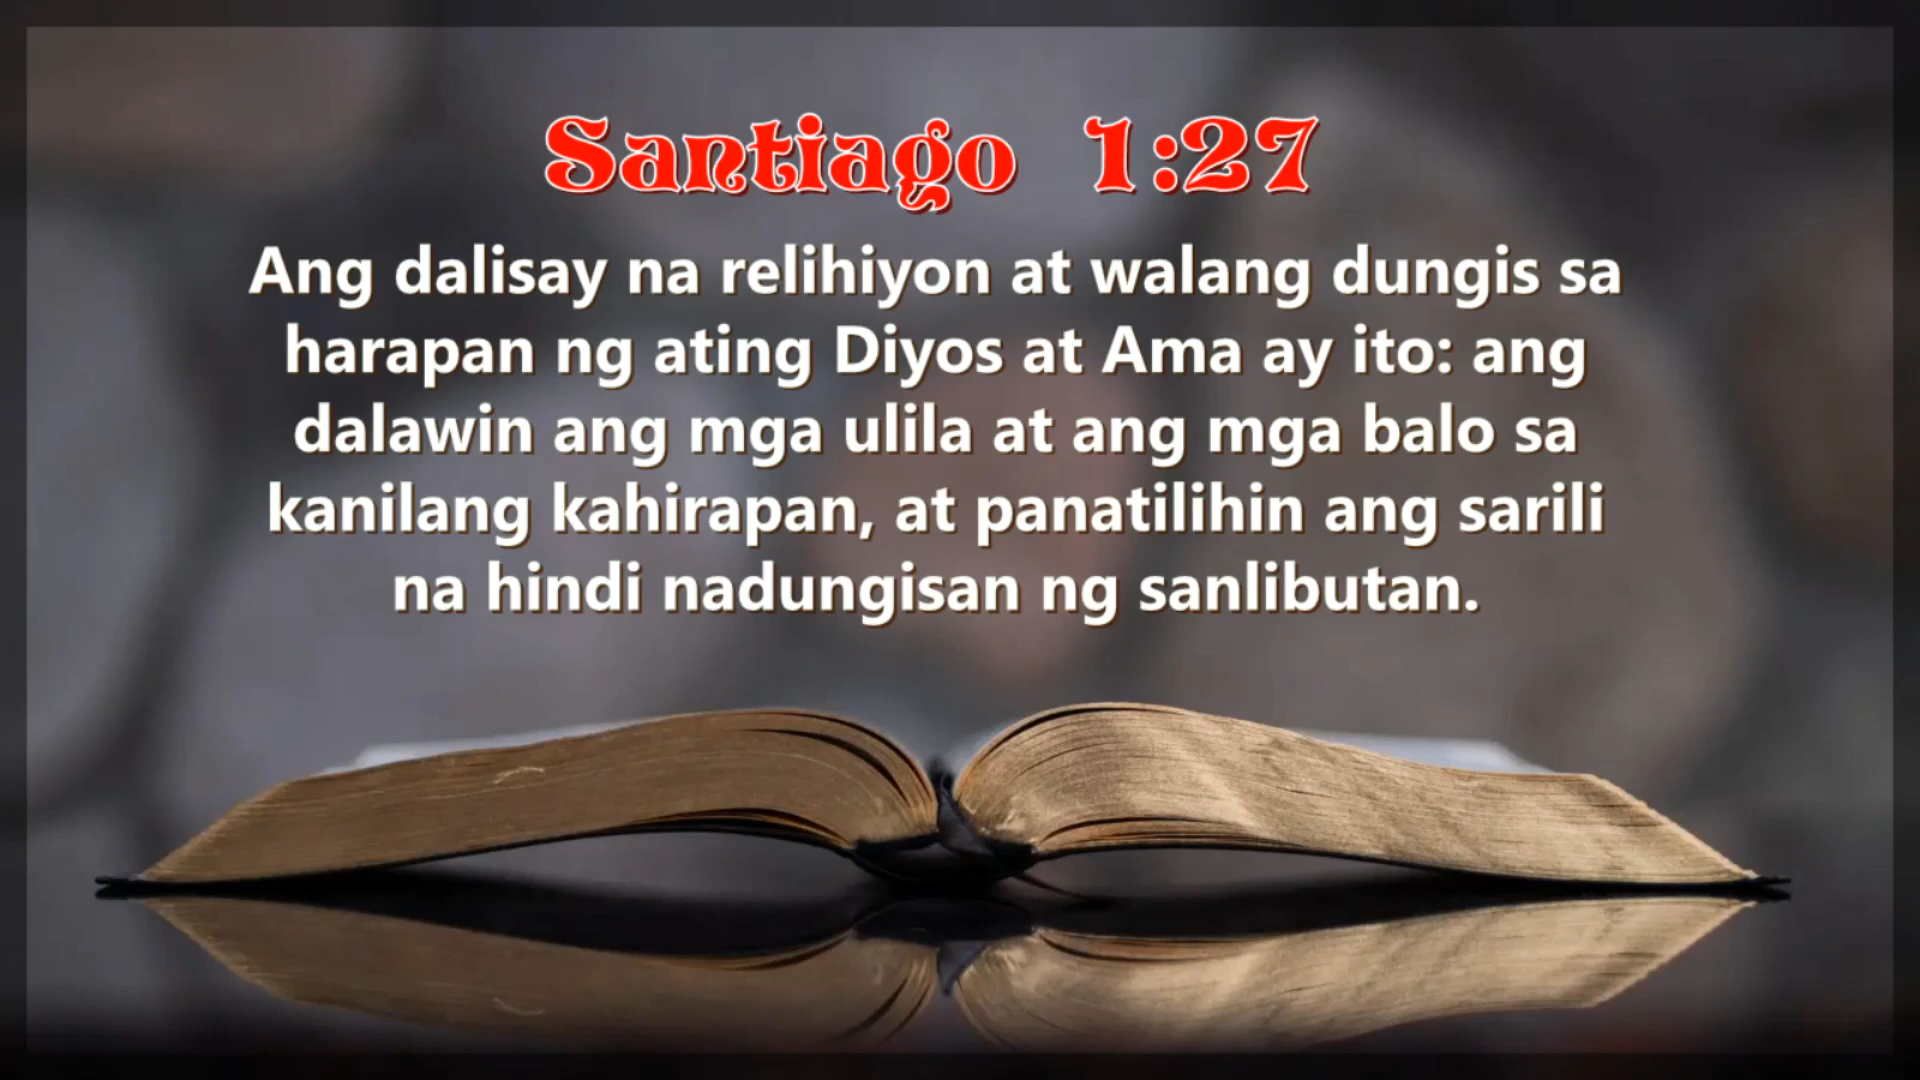 Santiago 1:27
Ang dalisay na relihiyon at walang dungis sa
harapan ng ating Diyos at Ama ay ito: ang
dalawin ang mga ulila at ang mga balo sa
kanilang kahirapan, at panatilihin ang sarili
na hindi nadungisan ng sanlibutan.